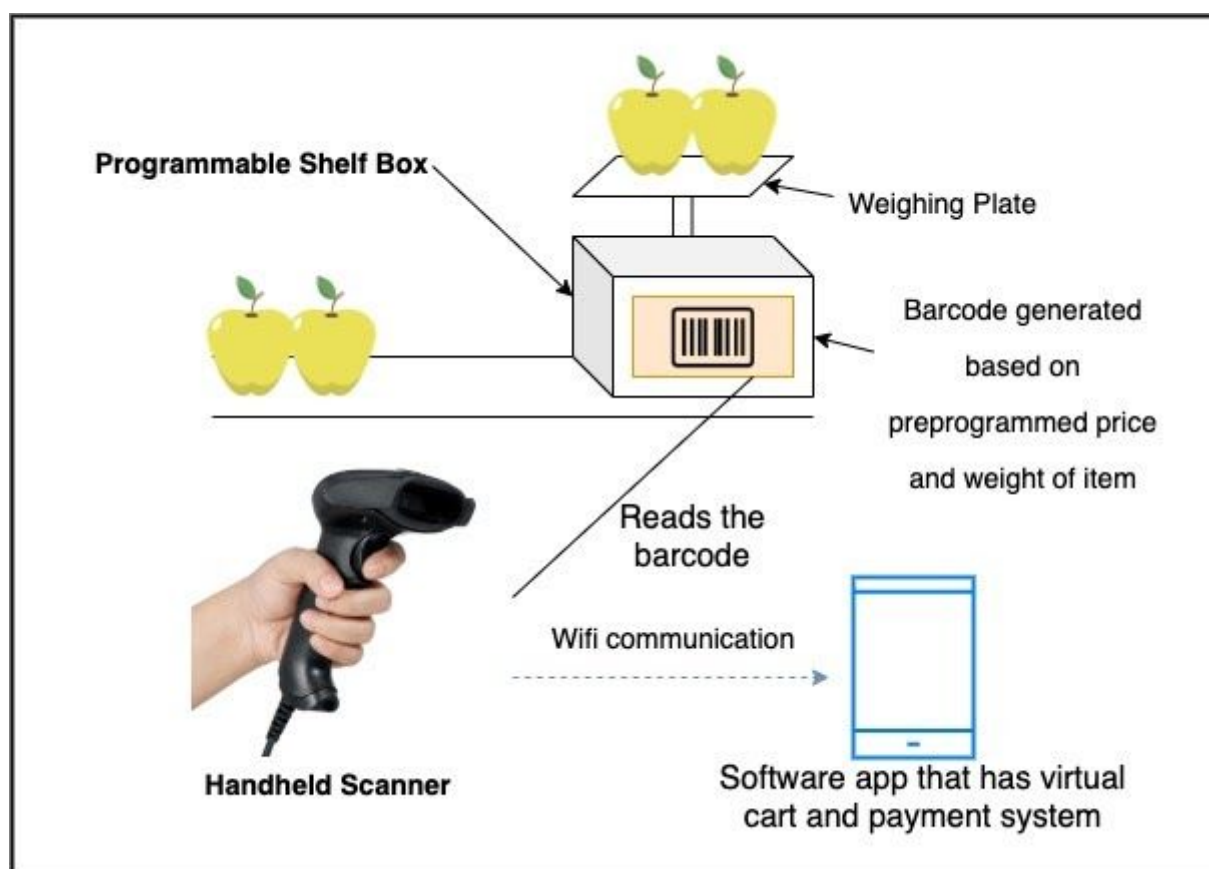 Programmable Shelf Box
Weighing Plate
Barcode generated
based on
preprogrammed price
and weight of item
Reads the
barcode
Wifi communication
Handheld Scanner
Software app that has virtual
cart and payment system